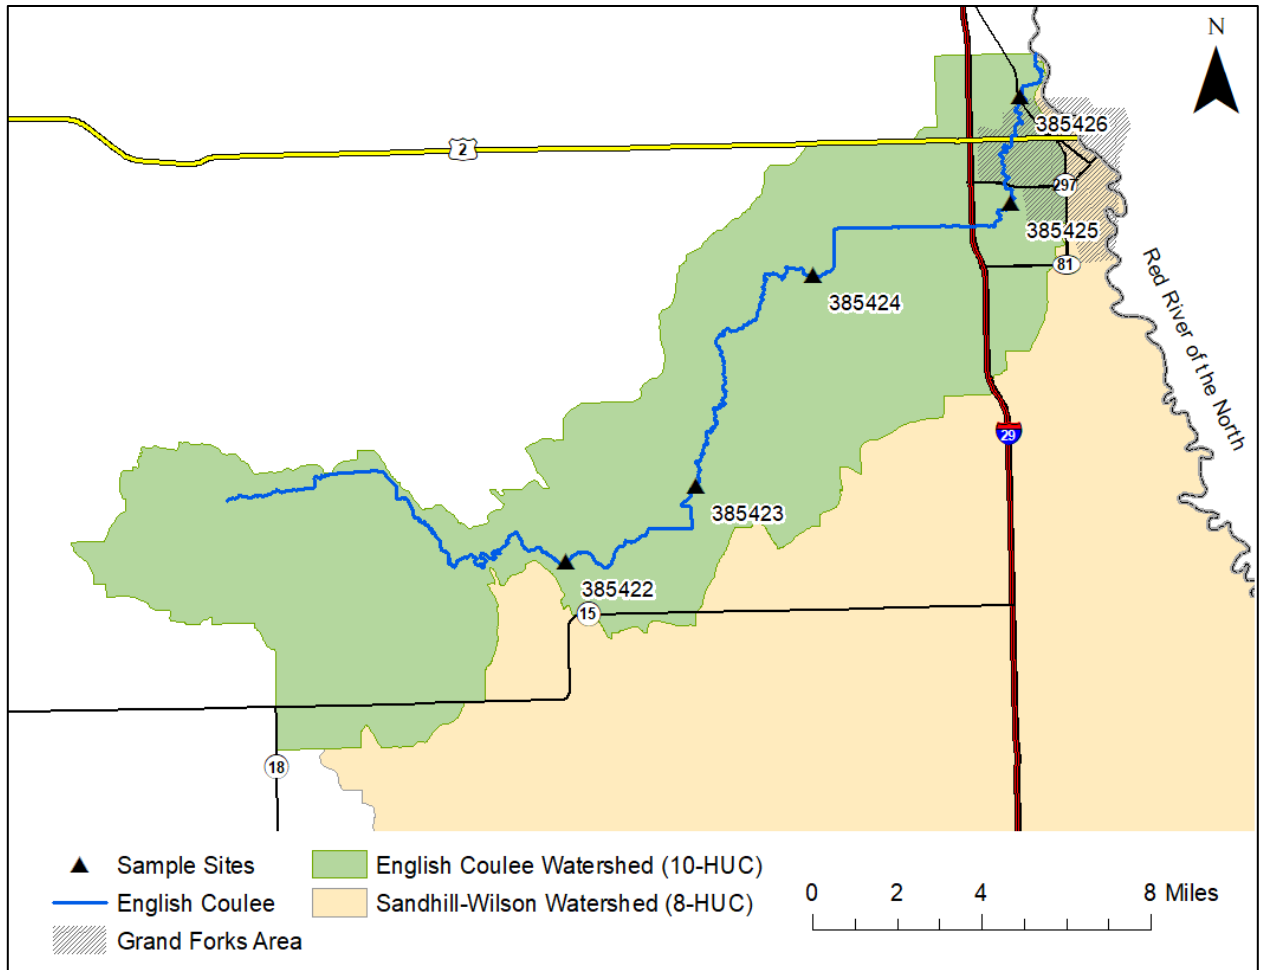 N
385426
2
297
385425
81
385424
Red River of the North
29
385423
385422
15
18
Sample Sites
English Coulee Watershed (10-HUC)
English Coulee
Sandhill-Wilson Watershed (8-HUC)
Grand Forks Area
0 2 4 8 Miles